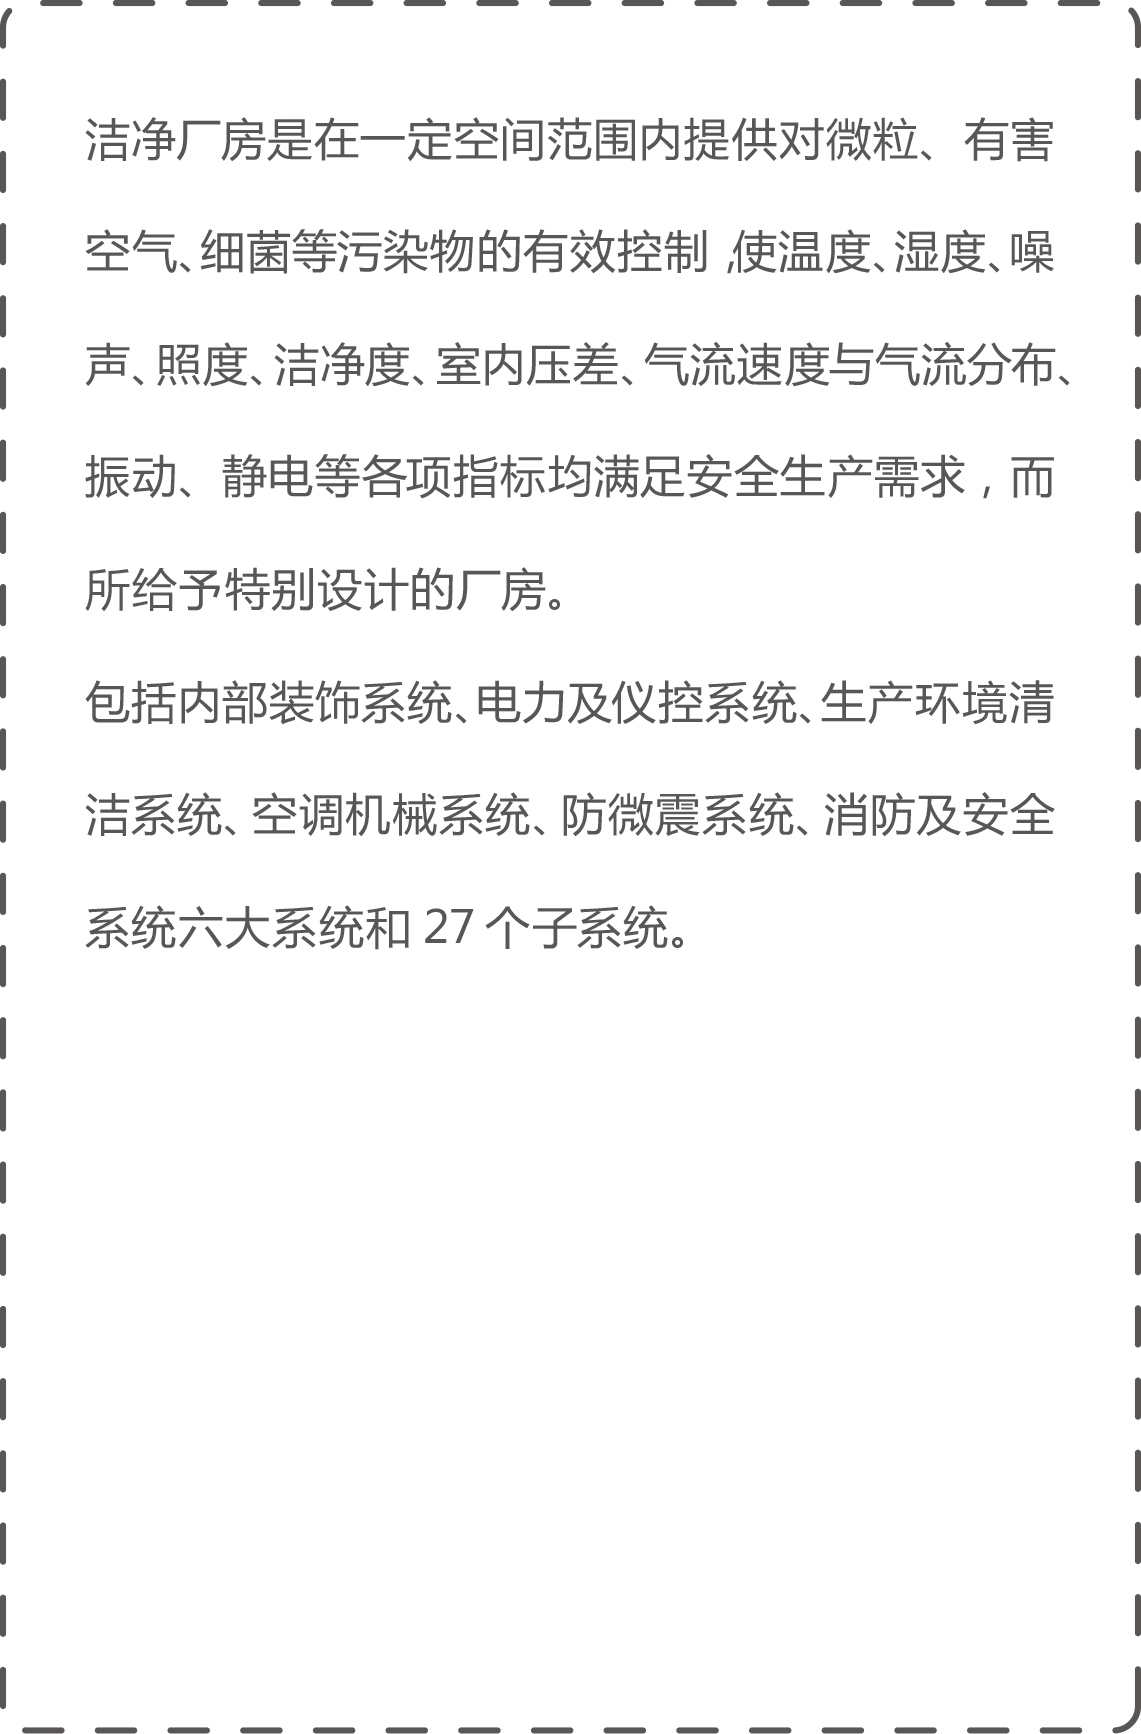 洁净厂房是在一定空间范围内提供对微粒、有害
空气、细菌等污染物的有效控制,使温度、湿度、噪
声、照度、洁净度、室内压差、气流速度与气流分布、
振动、静电等各项指标均满足安全生产需求，而
所给予特别设计的厂房。
包括内部装饰系统、电力及仪控系统、生产环境清
洁系统、空调机械系统、防微震系统、消防及安全
系统六大系统和 27 个子系统。